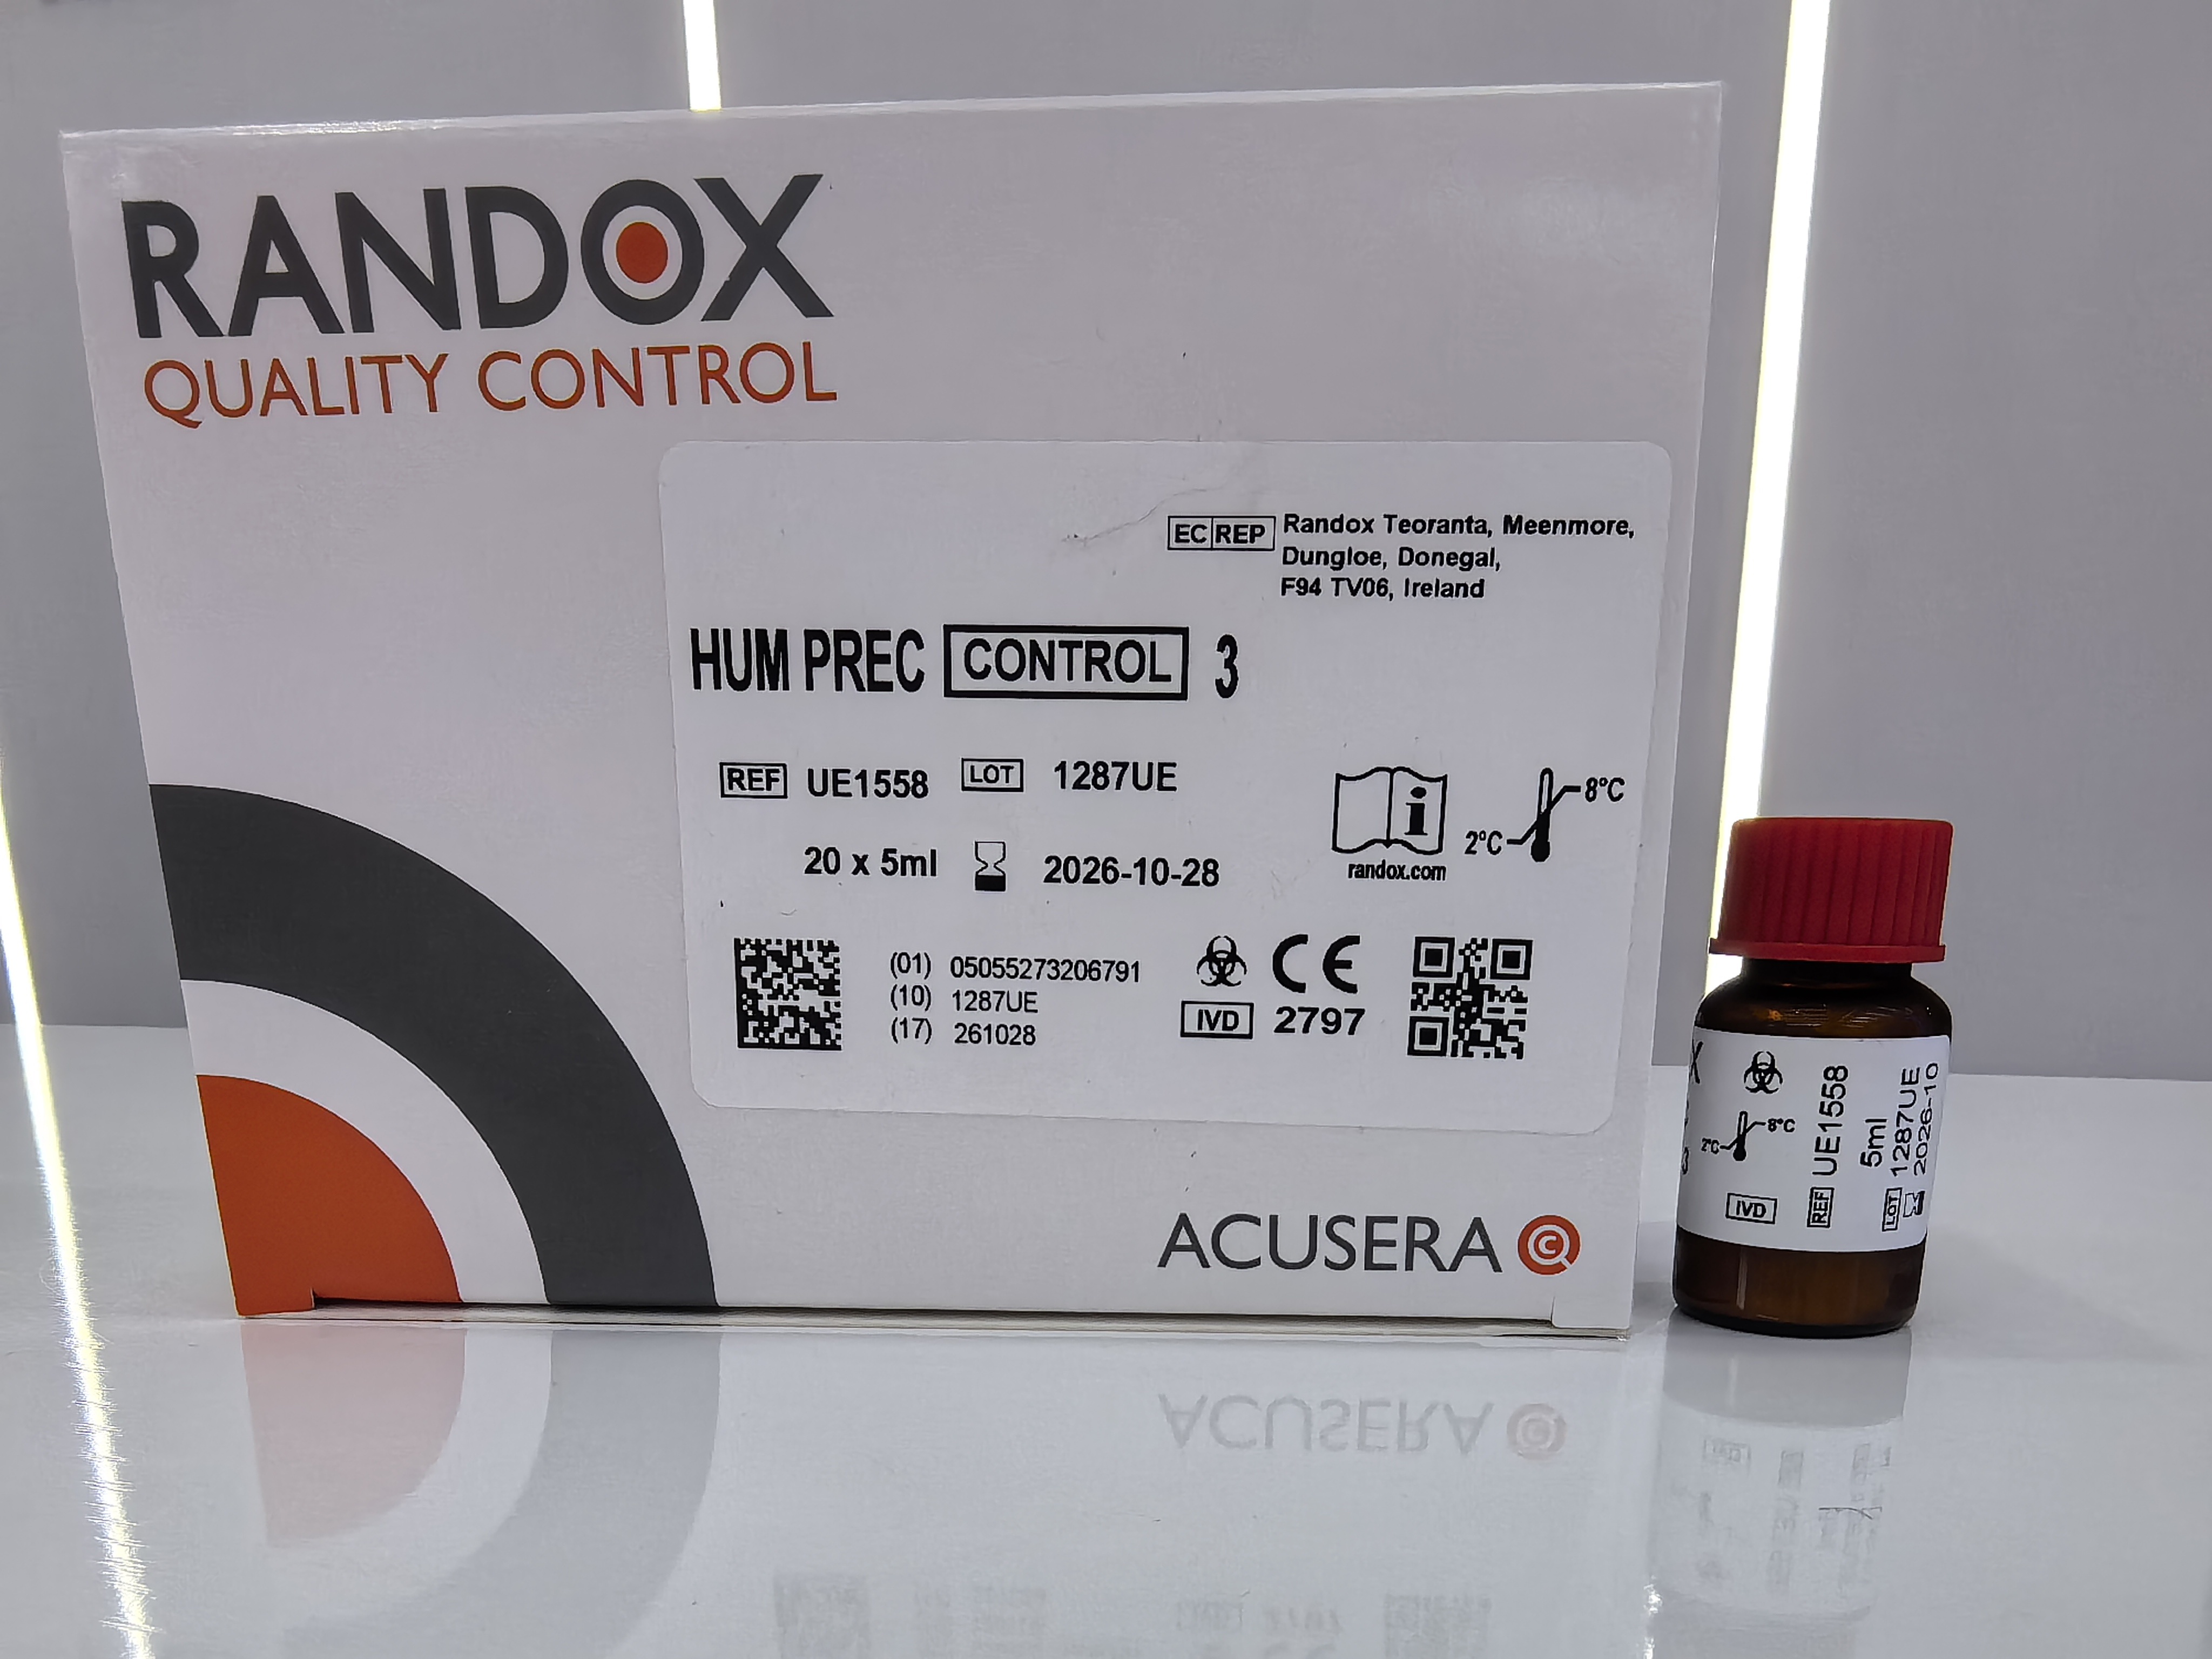 RANDOX
QUALITY CONTROL
EC REP Randox Teoranta, Meenmore,
Dungloe, Donegal,
F94 TV06, Ireland
HUM PREC CONTROL 3
REF UE1558 LOT 1287UE
20 x 5ml 2026-10-28
8°C
2°C
randox.com
(01) 05055273206791
(10) 1287UE
(17) 261028
CE
IVD 2797
ACUSERA
X
3
2°C 8°C
IVD
REF UE1558
5ml
LOT 1287UE
2026-10